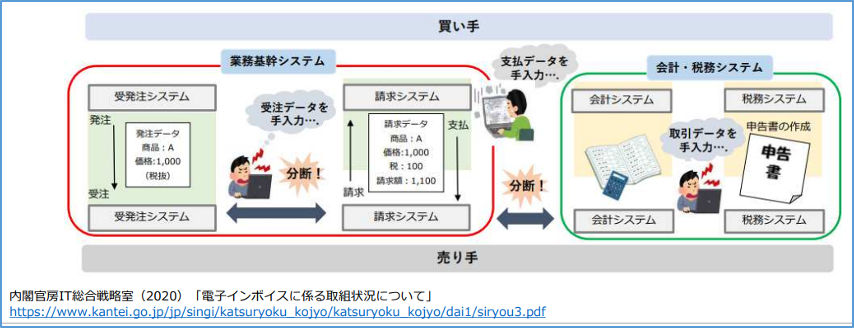 買い手
業務基幹システム
支払データを
手入力….
会計・税務システム
受発注システム
発注
発注データ
商品：A
価格：1,000
（税抜）
受注
受発注システム
受注データを
手入力….
分断！
請求システム
請求データ
商品：A
価格:1,000
税：100
請求額：1,100
請求
支払
請求システム
分断！
会計システム
会計システム
取引データを
手入力….
税務システム
申告書の作成
申告
書
税務システム
売り手
内閣官房IT総合戦略室（2020）「電子インボイスに係る取組状況について」
https://www.kantei.go.jp/jp/singi/katsuryoku_kojyo/katsuryoku_kojyo/dai1/siryou3.pdf